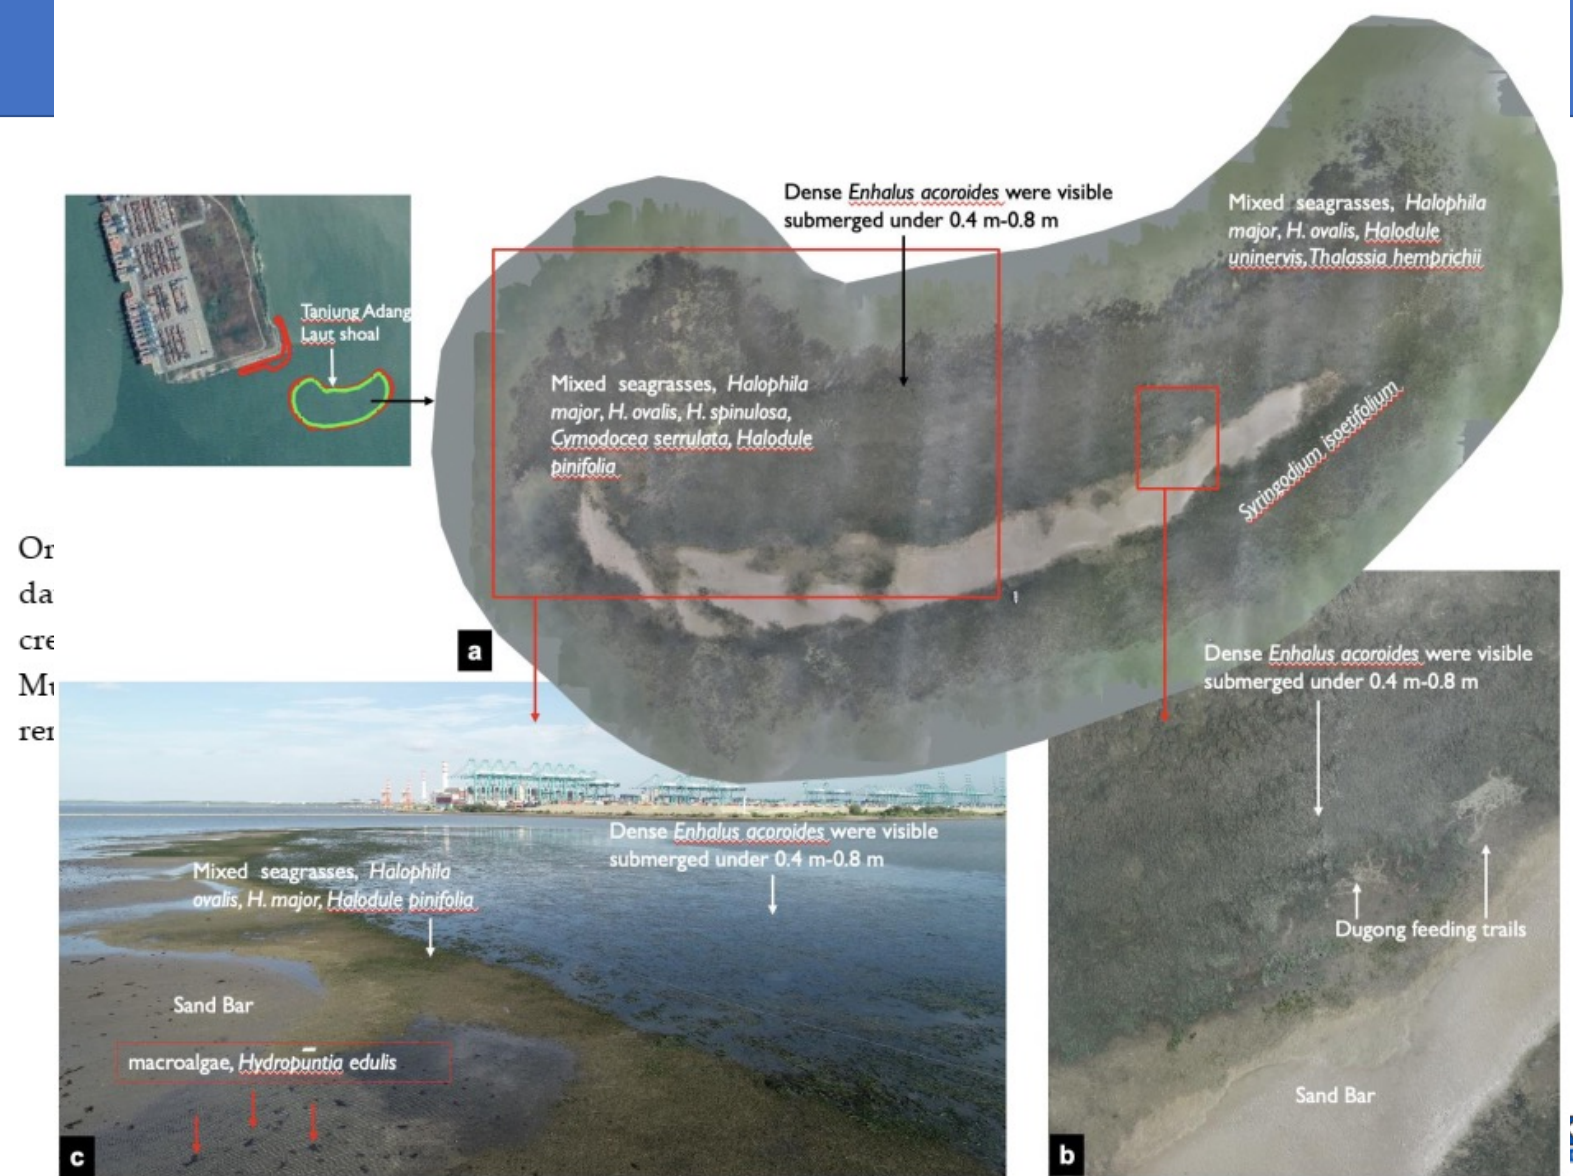 Dense Enhalus acoroides were visible
submerged under 0.4 m-0.8 m
Mixed seagrasses, Halophila
major, H. ovalis, Halodule
uninervis, Thalassia hemprichii
Tanjung Adang
Laut shoal
Mixed seagrasses, Halophila
major, H. ovalis, H. spinulosa,
Cymodocea serrulata, Halodule
pinifolia
Syringodium isoetifolium
a
Dense Enhalus acoroides were visible
submerged under 0.4 m-0.8 m
Dugong feeding trails
Sand Bar
b
Dense Enhalus acoroides were visible
submerged under 0.4 m-0.8 m
Mixed seagrasses, Halophila
ovalis, H. major, Halodule pinifolia
Sand Bar
macroalgae, Hydropuntia edulis
c